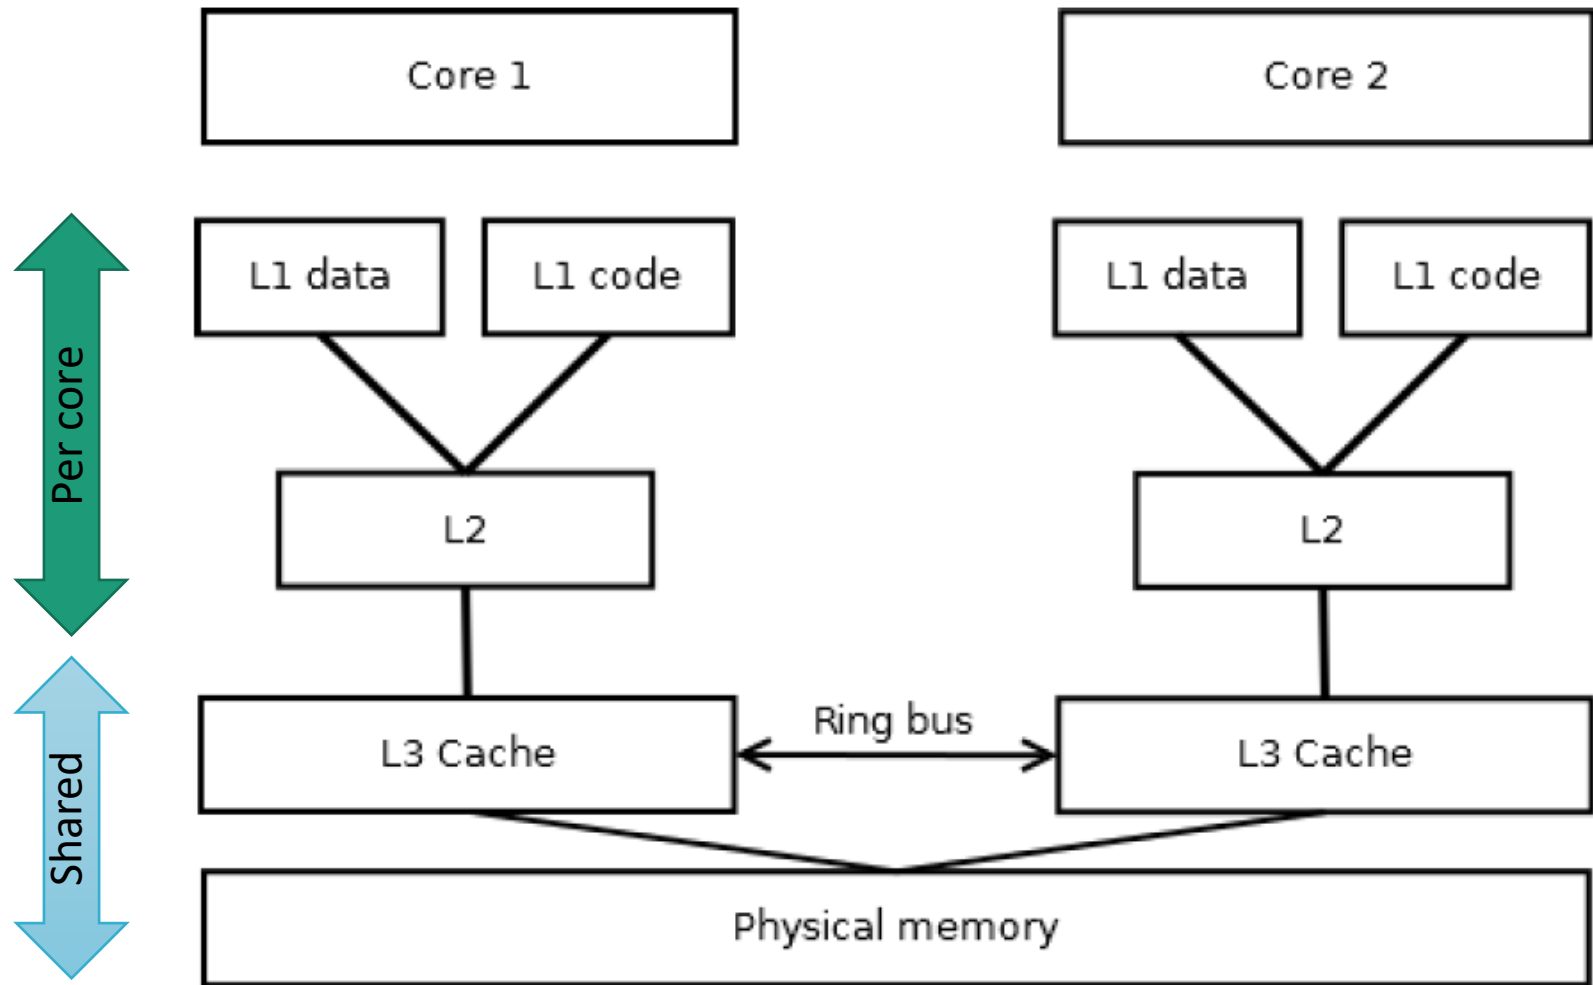 Core 1
Core 2
Per core
L1 data
L1 code
L1 data
L1 code
L2
L2
Shared
L3 Cache
Ring bus
L3 Cache
Physical memory